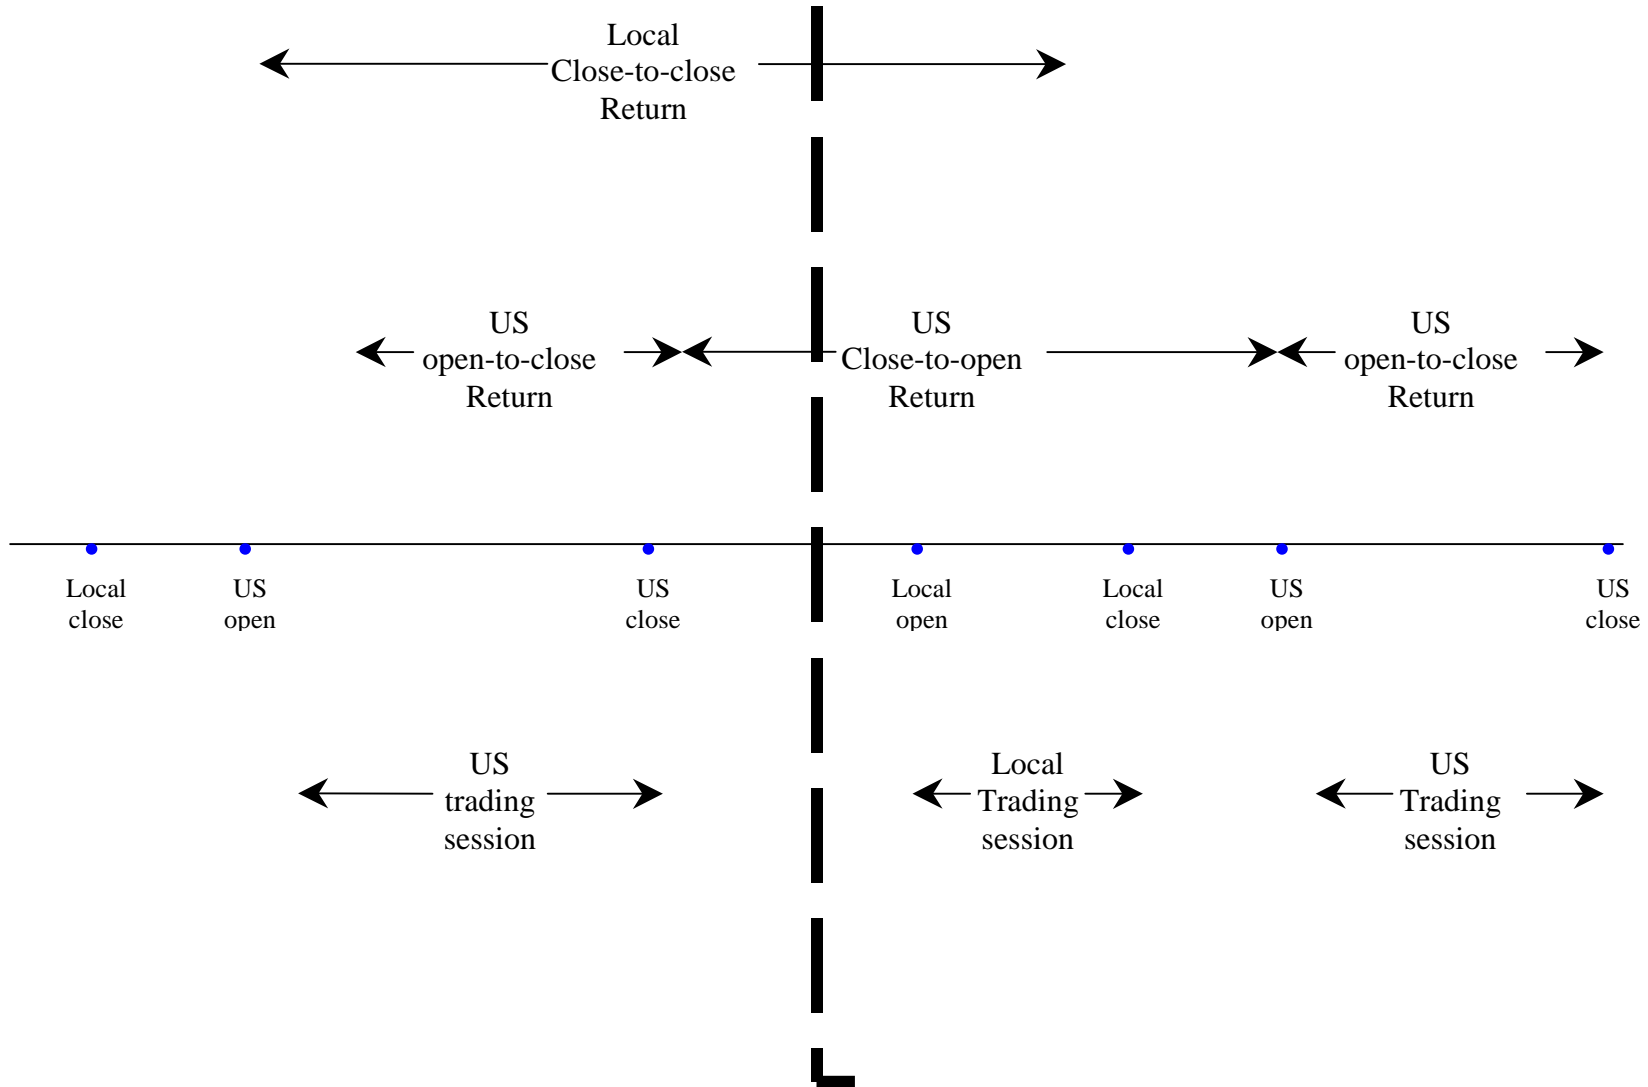 Local
Close-to-close
Return
US
open-to-close
Return
US
Close-to-open
Return
US
open-to-close
Return
Local
close
US
open
US
close
Local
open
Local
close
US
open
US
close
US
trading
session
Local
Trading
session
US
Trading
session